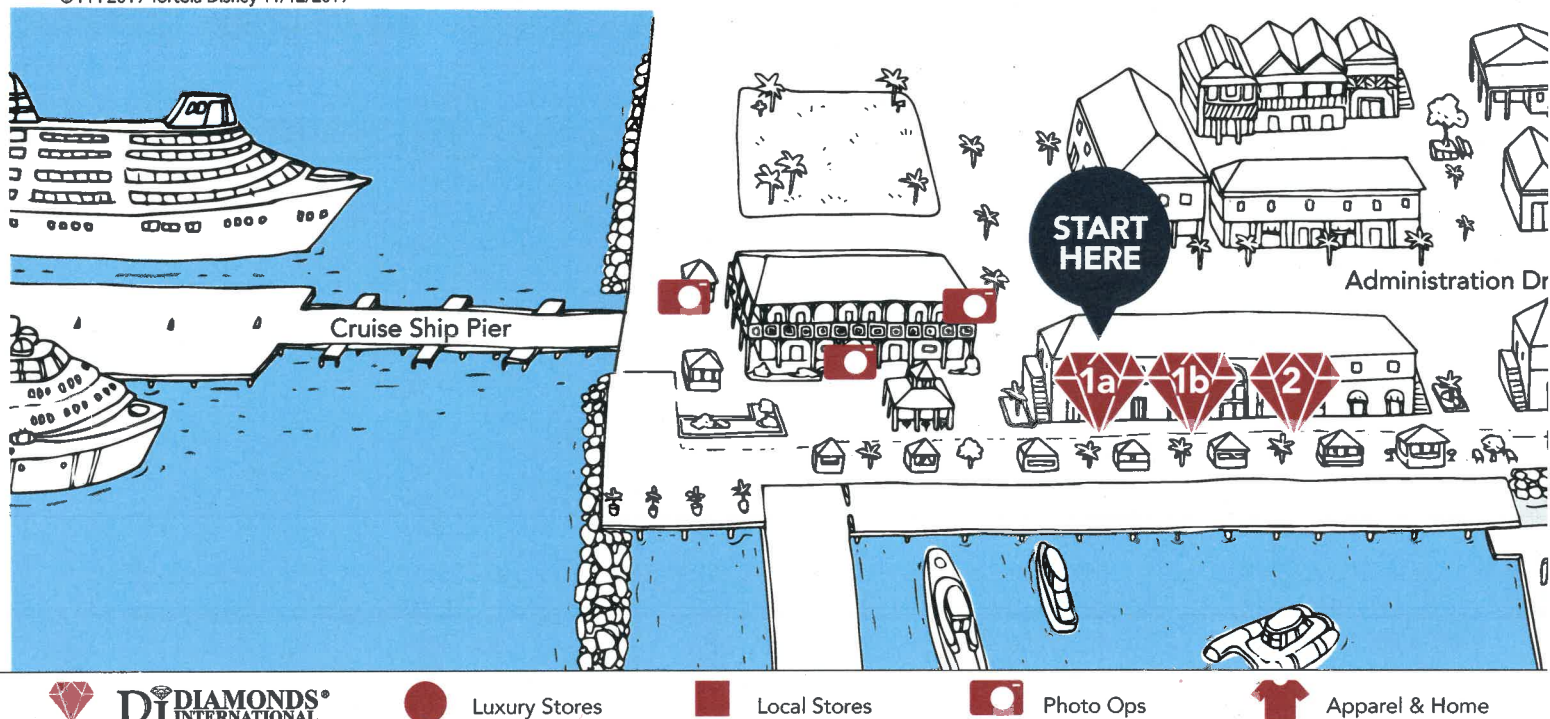 Cruise Ship Pier
START
HERE
Administration Dr
1a
1b
2
DI DIAMONDS®
INTERNATIONAL
Luxury Stores
Local Stores
Photo Ops
Apparel & Home